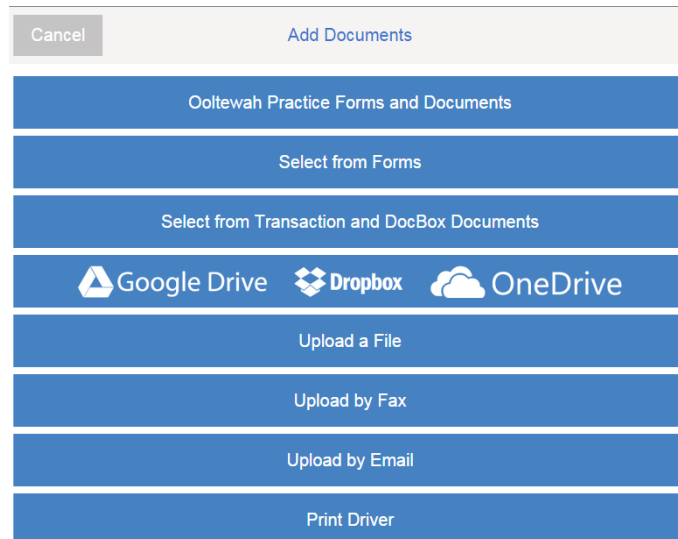 Cancel Add Documents
Ooltewah Practice Forms and Documents
Select from Forms
Select from Transaction and DocBox Documents
Google Drive Dropbox OneDrive
Upload a File
Upload by Fax
Upload by Email
Print Driver